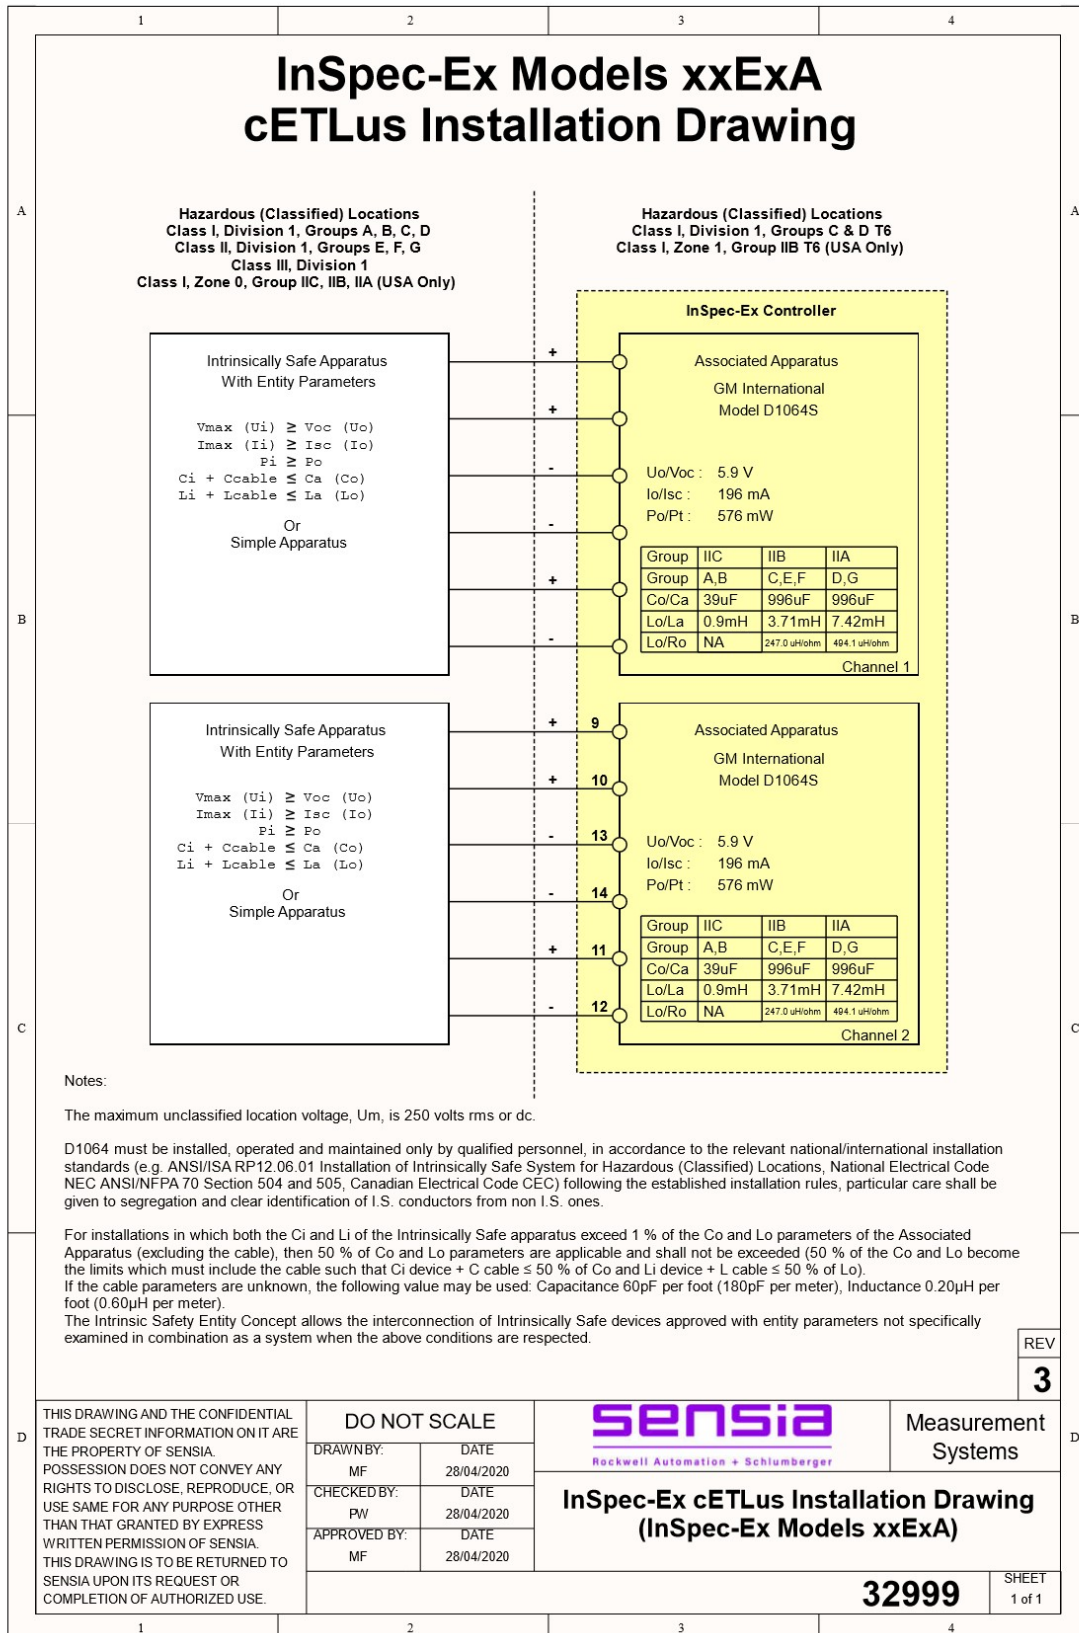 1 2 3 4
InSpec-Ex Models xxExA
cETLus Installation Drawing
A A
Hazardous (Classified) Locations
Class I, Division 1, Groups A, B, C, D
Class II, Division 1, Groups E, F, G
Class III, Division 1
Class I, Zone 0, Group IIC, IIB, IIA (USA Only)
Hazardous (Classified) Locations
Class I, Division 1, Groups C & D T6
Class I, Zone 1, Group IIB T6 (USA Only)
InSpec-Ex Controller
Intrinsically Safe Apparatus
With Entity Parameters
Vmax (Ui) ≥ Voc (Uo)
Imax (Ii) ≥ Isc (Io)
Pi ≥ Po
Ci + Ccable ≤ Ca (Co)
Li + Lcable ≤ La (Lo)
Or
Simple Apparatus
+
+
-
-
+
-
Associated Apparatus
GM International
Model D1064S
Uo/Voc : 5.9 V
Io/Isc : 196 mA
Po/Pt : 576 mW
Group IIC IIB IIA
Group A,B C,E,F D,G
Co/Ca 39uF 996uF 996uF
Lo/La 0.9mH 3.71mH 7.42mH
Lo/Ro NA 247.0 uH/ohm 494.1 uH/ohm
Channel 1
B B
Intrinsically Safe Apparatus
With Entity Parameters
Vmax (Ui) ≥ Voc (Uo)
Imax (Ii) ≥ Isc (Io)
Pi ≥ Po
Ci + Ccable ≤ Ca (Co)
Li + Lcable ≤ La (Lo)
Or
Simple Apparatus
+ 9
+ 10
- 13
- 14
+ 11
- 12
Associated Apparatus
GM International
Model D1064S
Uo/Voc : 5.9 V
Io/Isc : 196 mA
Po/Pt : 576 mW
Group IIC IIB IIA
Group A,B C,E,F D,G
Co/Ca 39uF 996uF 996uF
Lo/La 0.9mH 3.71mH 7.42mH
Lo/Ro NA 247.0 uH/ohm 494.1 uH/ohm
Channel 2
C C
Notes:
The maximum unclassified location voltage, Um, is 250 volts rms or dc.
D1064 must be installed, operated and maintained only by qualified personnel, in accordance to the relevant national/international installation
standards (e.g. ANSI/ISA RP12.06.01 Installation of Intrinsically Safe System for Hazardous (Classified) Locations, National Electrical Code
NEC ANSI/NFPA 70 Section 504 and 505, Canadian Electrical Code CEC) following the established installation rules, particular care shall be
given to segregation and clear identification of I.S. conductors from non I.S. ones.
For installations in which both the Ci and Li of the Intrinsically Safe apparatus exceed 1 % of the Co and Lo parameters of the Associated
Apparatus (excluding the cable), then 50 % of Co and Lo parameters are applicable and shall not be exceeded (50 % of the Co and Lo become
the limits which must include the cable such that Ci device + C cable ≤ 50 % of Co and Li device + L cable ≤ 50 % of Lo).
If the cable parameters are unknown, the following value may be used: Capacitance 60pF per foot (180pF per meter), Inductance 0.20µH per
foot (0.60µH per meter).
The Intrinsic Safety Entity Concept allows the interconnection of Intrinsically Safe devices approved with entity parameters not specifically
examined in combination as a system when the above conditions are respected.
REV
3
D D
THIS DRAWING AND THE CONFIDENTIAL
TRADE SECRET INFORMATION ON IT ARE
THE PROPERTY OF SENSIA.
POSSESSION DOES NOT CONVEY ANY
RIGHTS TO DISCLOSE, REPRODUCE, OR
USE SAME FOR ANY PURPOSE OTHER
THAN THAT GRANTED BY EXPRESS
WRITTEN PERMISSION OF SENSIA.
THIS DRAWING IS TO BE RETURNED TO
SENSIA UPON ITS REQUEST OR
COMPLETION OF AUTHORIZED USE.
DO NOT SCALE
DRAWN BY: DATE
MF 28/04/2020
CHECKED BY: DATE
PW 28/04/2020
APPROVED BY: DATE
MF 28/04/2020
sensia
Rockwell Automation + Schlumberger
Measurement
Systems
InSpec-Ex cETLus Installation Drawing
(InSpec-Ex Models xxExA)
32999
SHEET
1 of 1
1 2 3 4